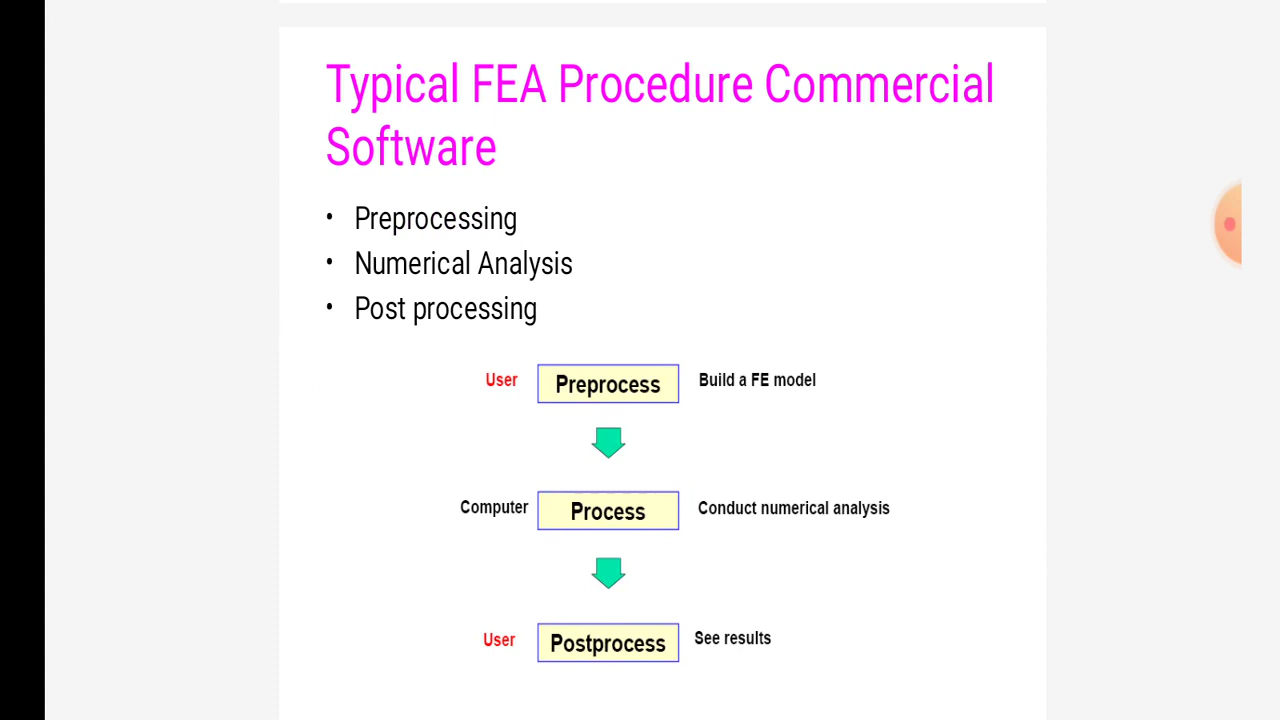 Typical FEA Procedure Commercial
Software
• Preprocessing
• Numerical Analysis
• Post processing
User Preprocess Build a FE model
Computer Process Conduct numerical analysis
User Postprocess See results